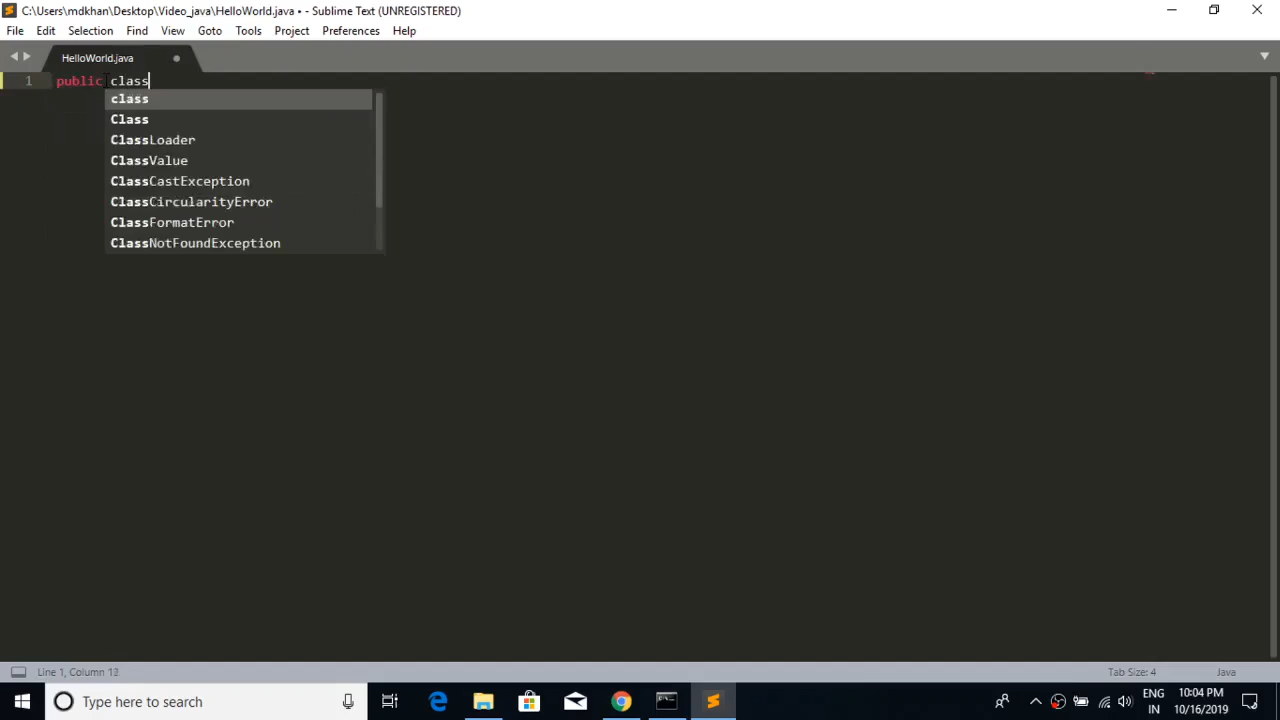 C:\Users\mdkhan\Desktop\Video_java\HelloWorld.java • - Sublime Text (UNREGISTERED)
File Edit Selection Find View Goto Tools Project Preferences Help
HelloWorld.java
1 public class
class
Class
ClassLoader
ClassValue
ClassCastException
ClassCircularityError
ClassFormatError
ClassNotFoundException
Line 1, Column 13 Tab Size: 4 Java
Type here to search
ENG
IN
10:04 PM
10/16/2019